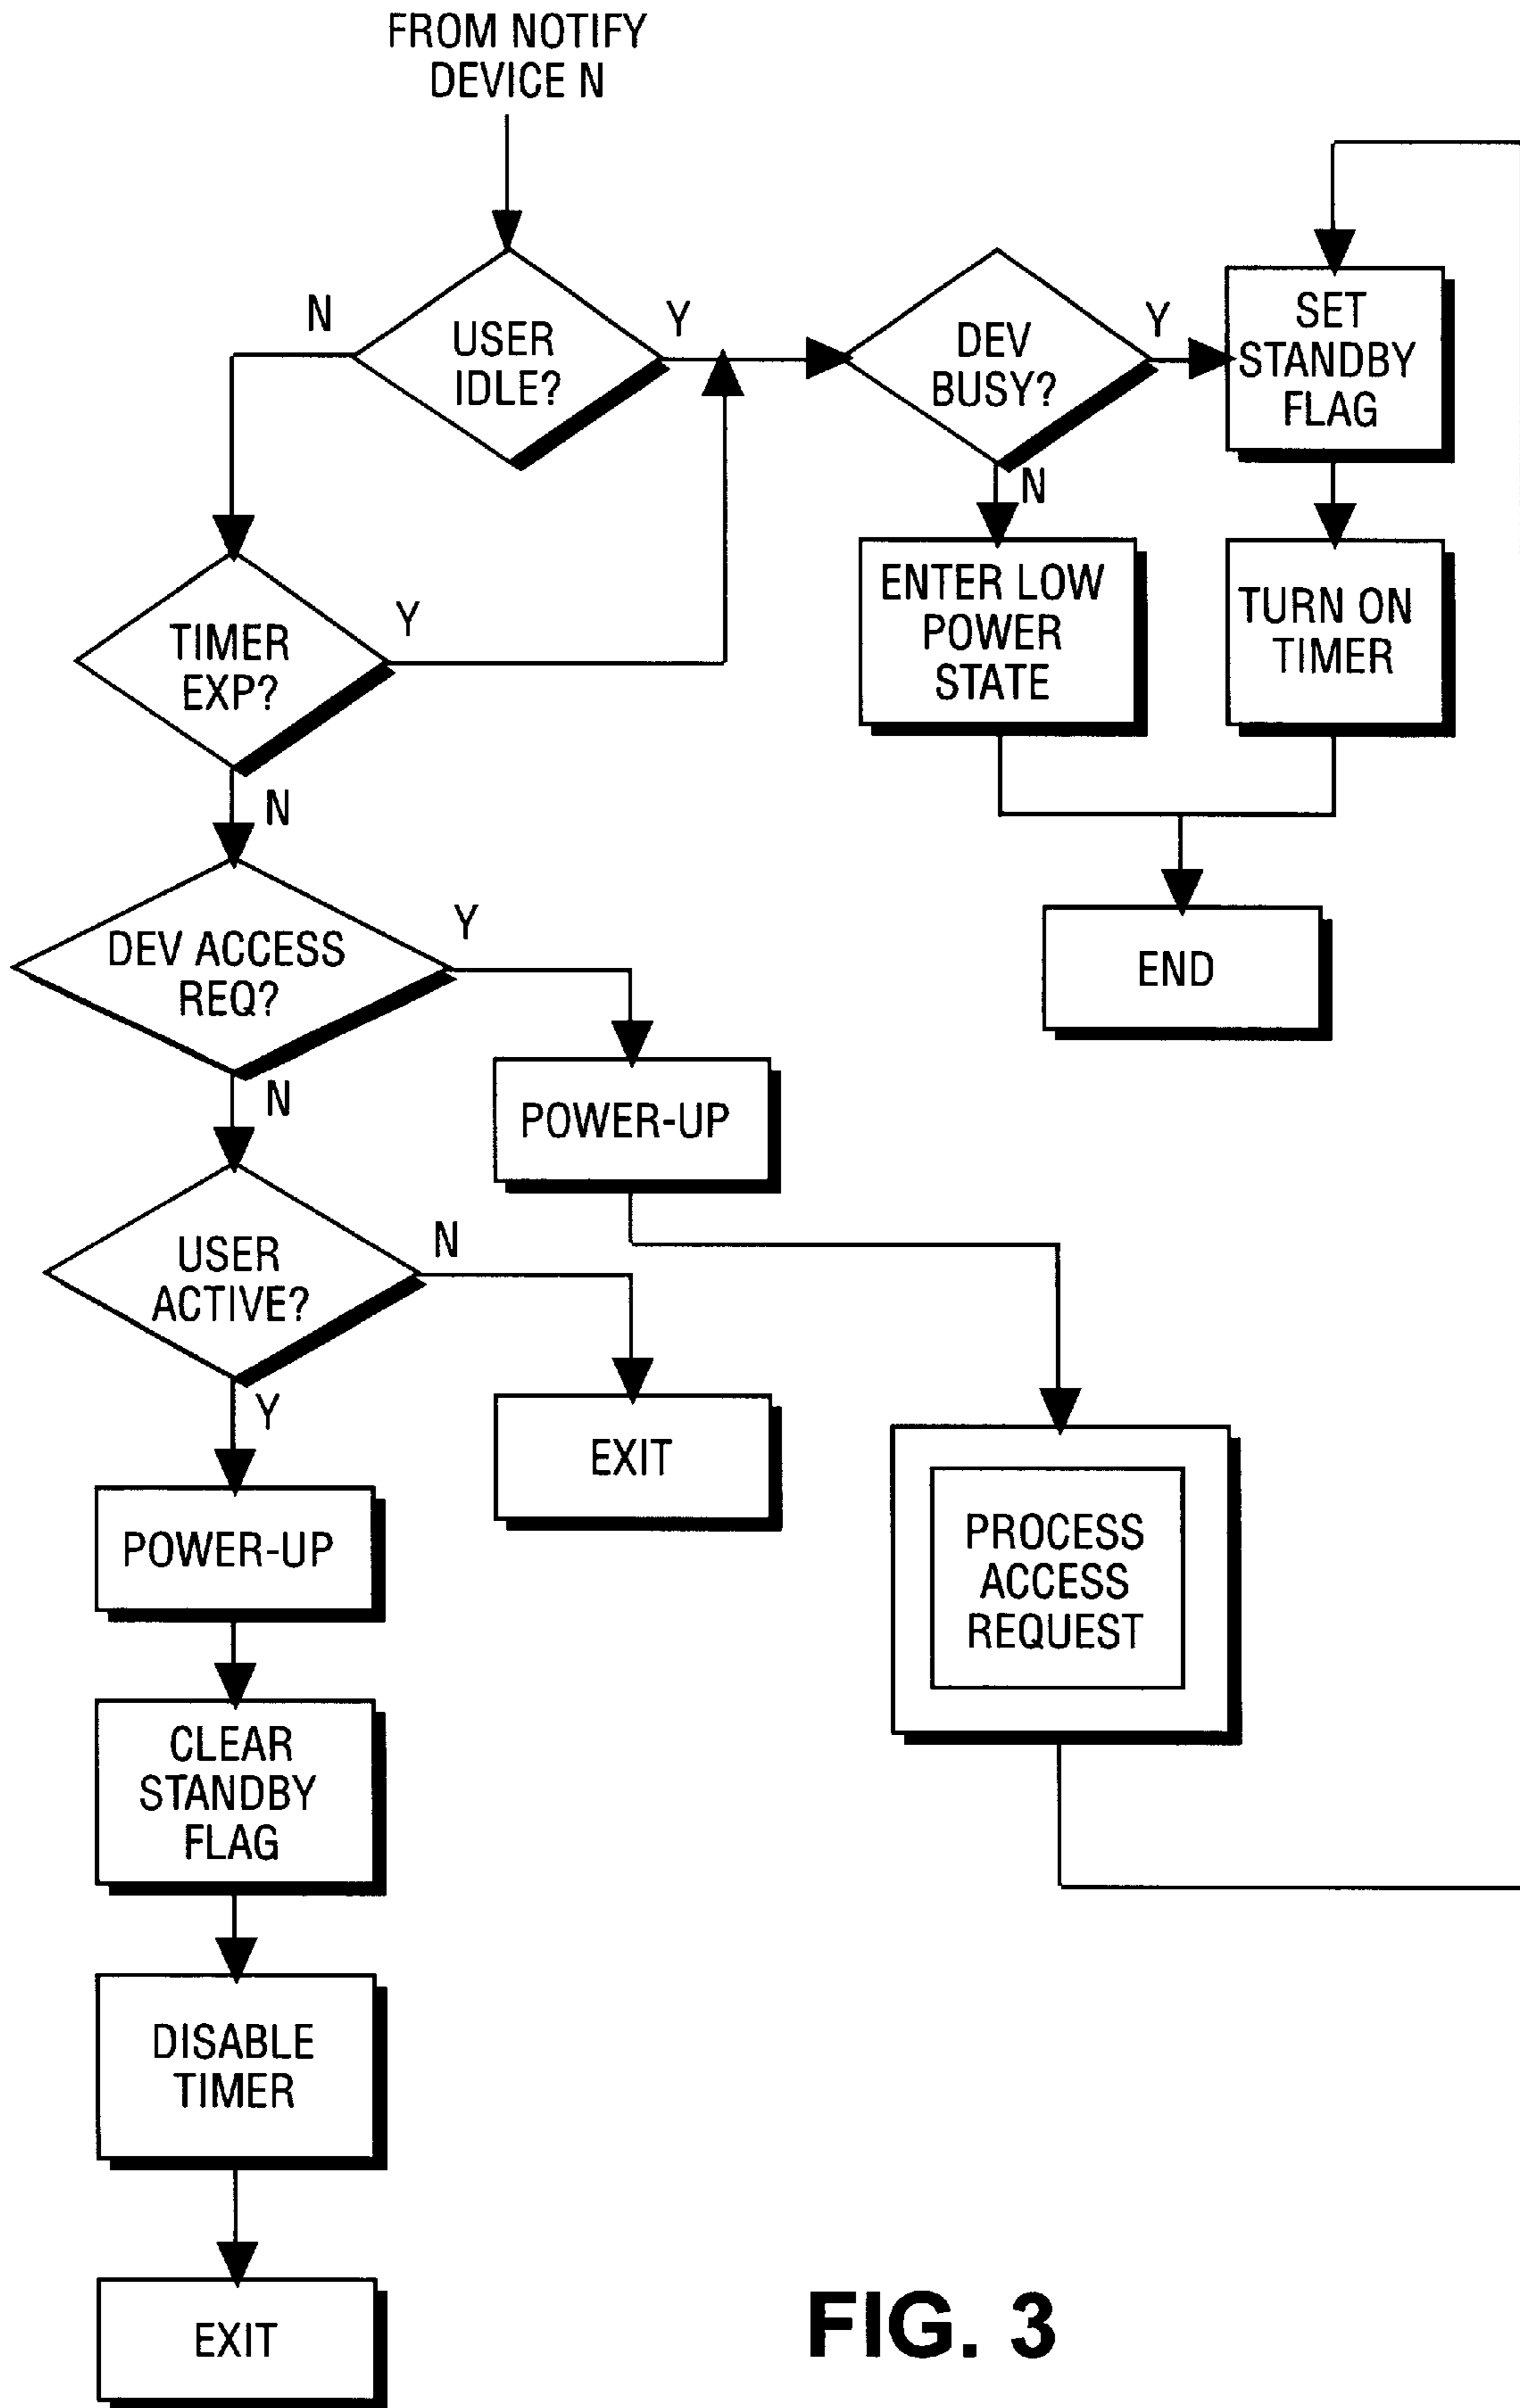 FROM NOTIFY
DEVICE N
N
USER
IDLE?
Y
DEV
BUSY?
Y
SET
STANDBY
FLAG
N
ENTER LOW
POWER
STATE
TURN ON
TIMER
TIMER
EXP?
Y
N
END
DEV ACCESS
REQ?
Y
N
POWER-UP
USER
ACTIVE?
N
Y
EXIT
PROCESS
ACCESS
REQUEST
POWER-UP
CLEAR
STANDBY
FLAG
DISABLE
TIMER
EXIT
FIG. 3